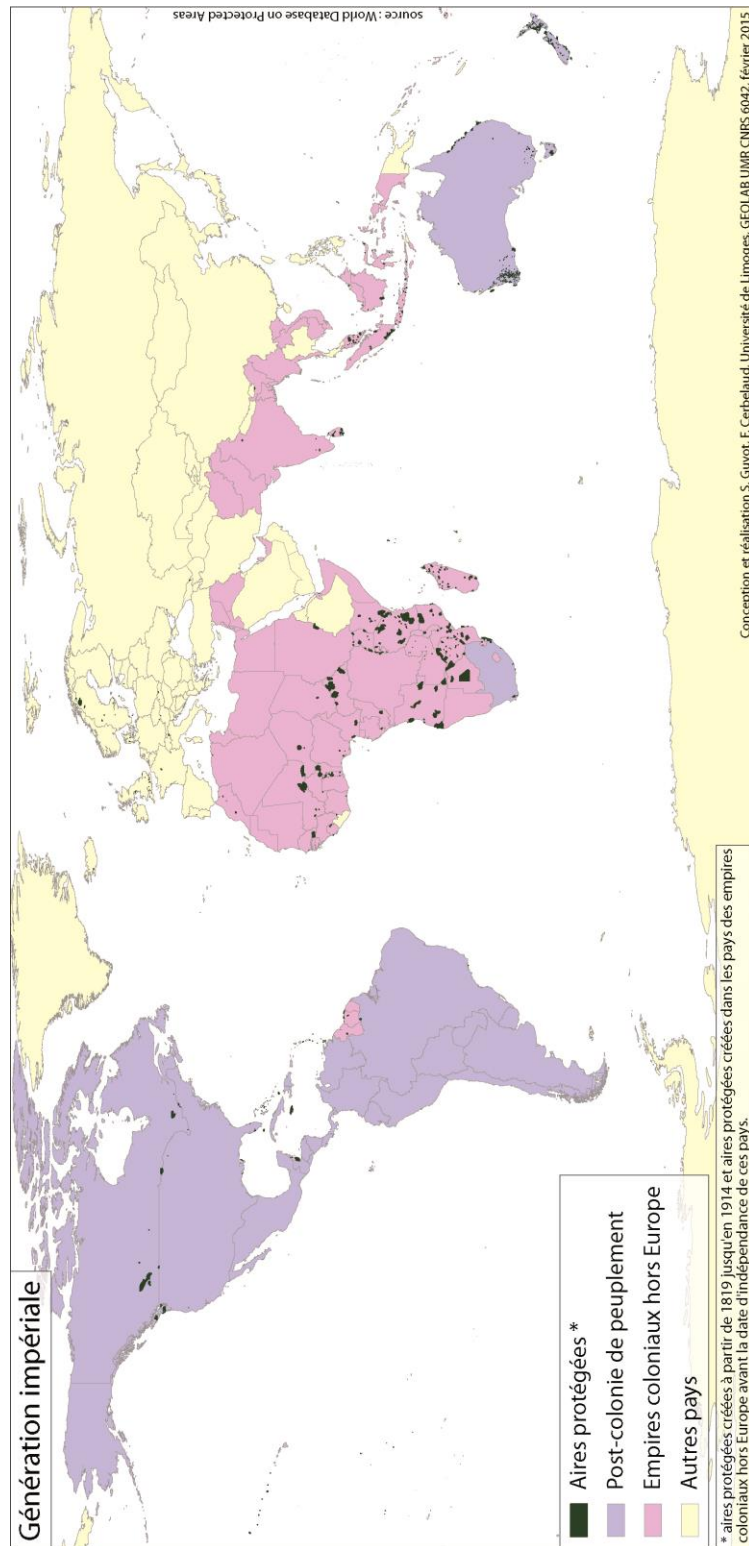 Génération impériale
source : World Database on Protected Areas
Aires protégées *
Post-colonie de peuplement
Empires coloniaux hors Europe
Autres pays
* aires protégées créées à partir de 1819 jusqu'en 1914 et aires protégées créées dans les pays des empires
coloniaux hors Europe avant la date d'indépendance de ces pays.
Conception et réalisation S. Guyot, F. Cerbelaud, Université de Limoges, GEOLAB UMR CNRS 6042, février 2015